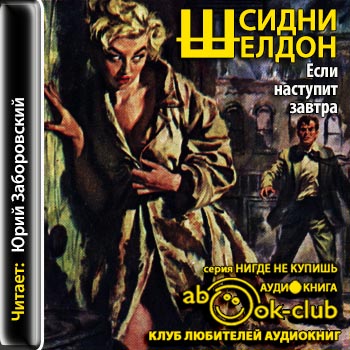 СИДНИ
ШЕЛДОН
Если
наступит
завтра
Читает: Юрий Заборовский
серия НИГДЕ НЕ КУПИШЬ
АУДИОКНИГА
abook-club
КЛУБ ЛЮБИТЕЛЕЙ АУДИОКНИГ